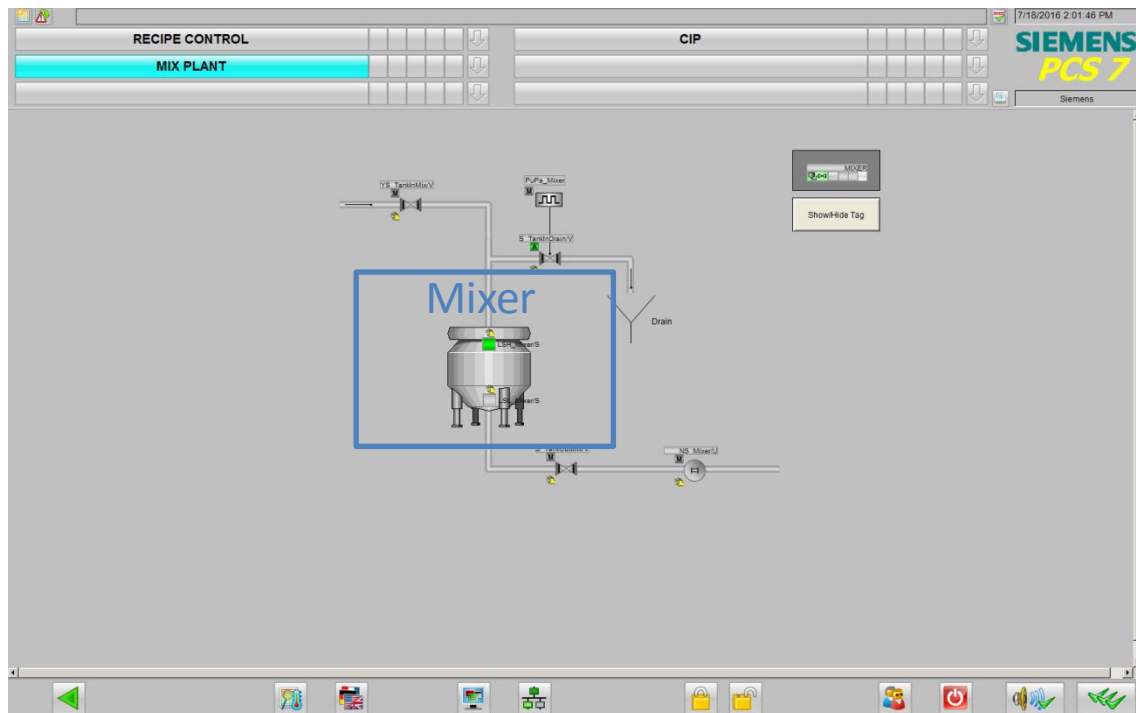 7/18/2016 2:01:46 PM
RECIPE CONTROL
CIP
SIEMENS
MIX PLANT
PCS 7
Siemens
MIXER
YS_TankInMix/V
M
PuPa_Mixer
M
Show/Hide Tag
S_TankInDrain/V
A
Mixer
Drain
LSH_Mixer/S
LSL_Mixer/S
M
NS_Mixer/U
M